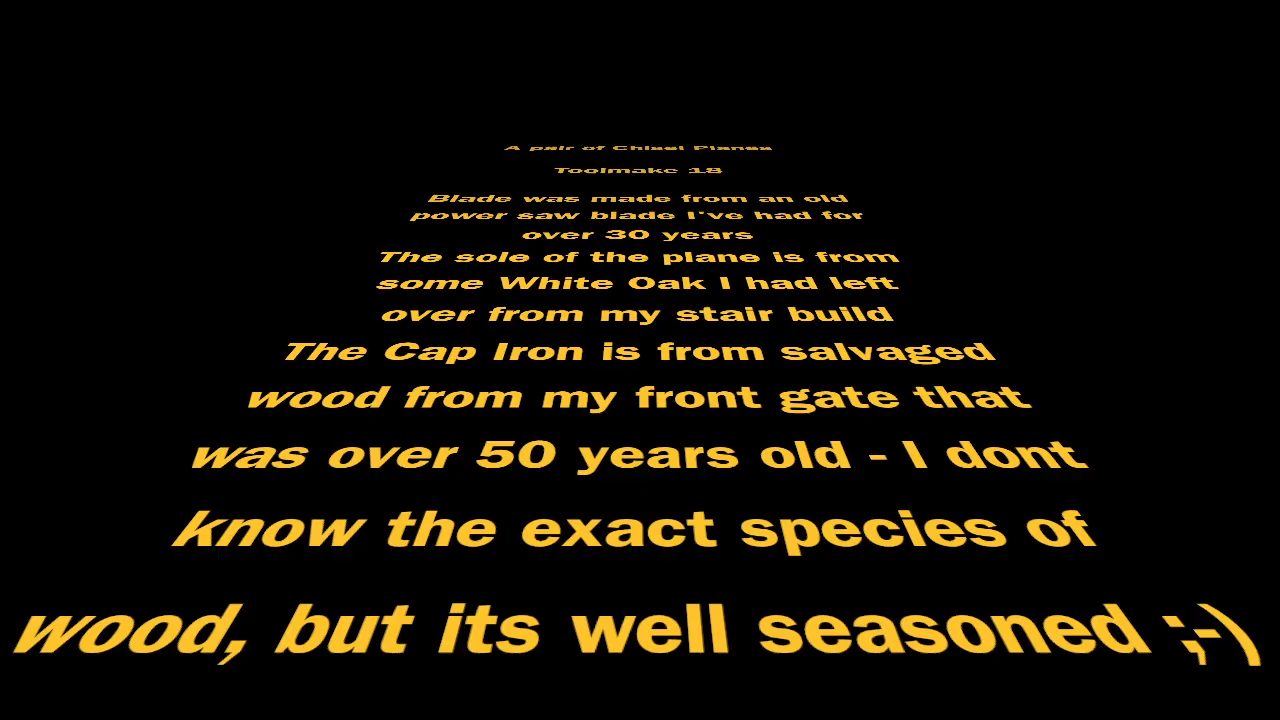 A pair of Chisel Planes
Toolmake 18
Blade was made from an old
power saw blade I've had for
over 30 years
The sole of the plane is from
some White Oak I had left
over from my stair build
The Cap Iron is from salvaged
wood from my front gate that
was over 50 years old - I dont
know the exact species of
wood, but its well seasoned ;-)